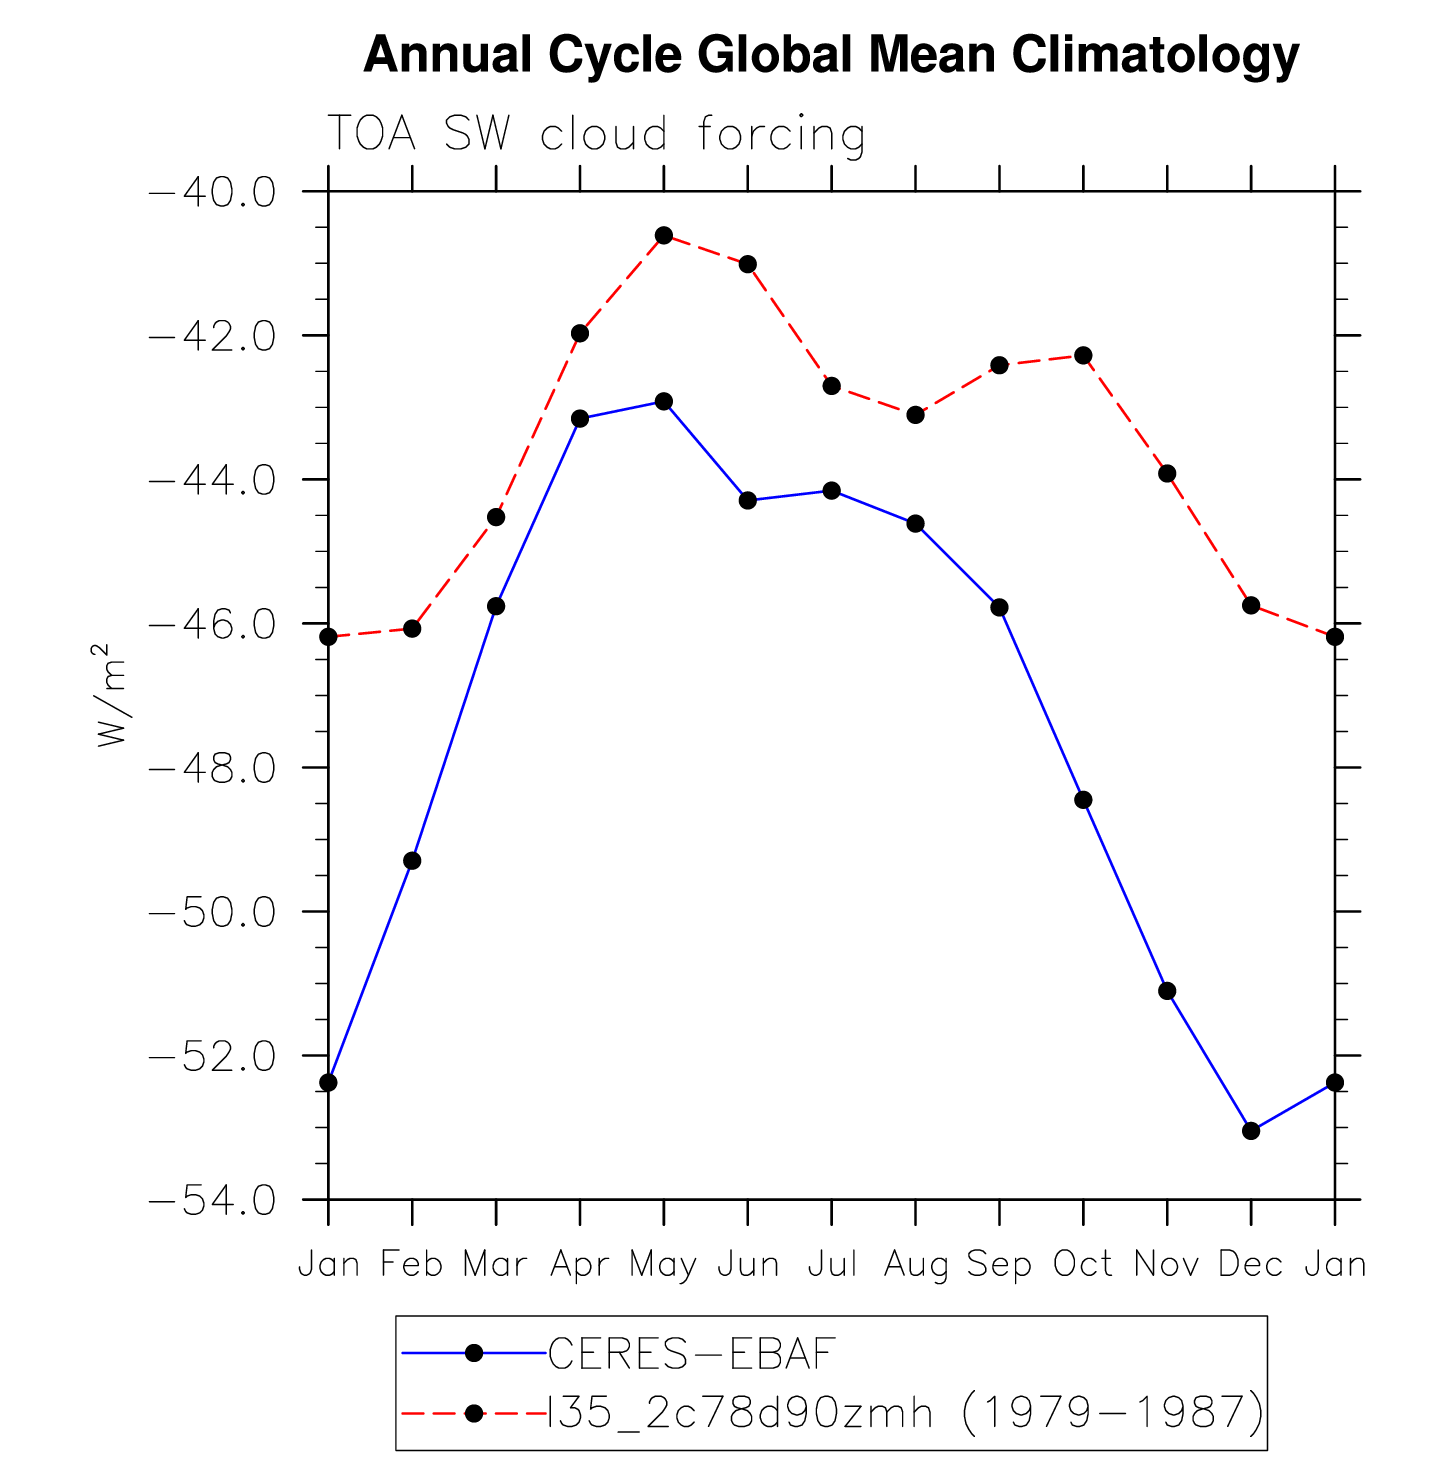 Annual Cycle Global Mean Climatology
TOA SW cloud forcing
−40.0
−42.0
−44.0
−46.0
−48.0
−50.0
−52.0
−54.0
W/m²
Jan Feb Mar Apr May Jun Jul Aug Sep Oct Nov Dec Jan
CERES−EBAF
I35_2c78d90zmh (1979−1987)